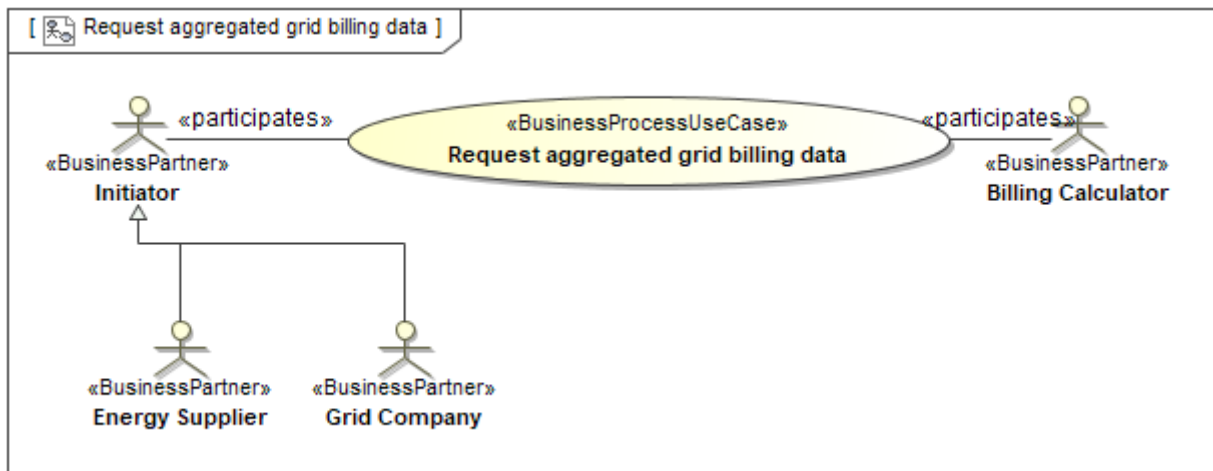 [ Request aggregated grid billing data ]
«participates»
«BusinessProcessUseCase»
Request aggregated grid billing data
«participates»
«BusinessPartner»
Initiator
«BusinessPartner»
Billing Calculator
«BusinessPartner»
Energy Supplier
«BusinessPartner»
Grid Company